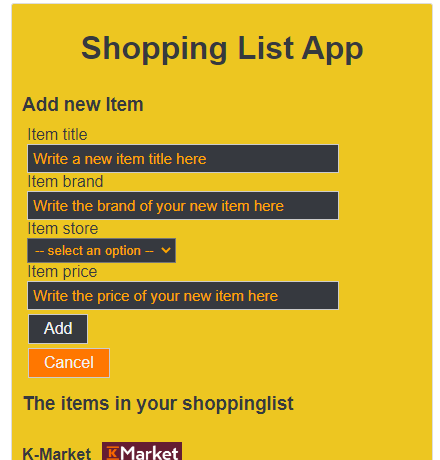 Shopping List App
Add new Item
Item title
Write a new item title here
Item brand
Write the brand of your new item here
Item store
-- select an option --
Item price
Write the price of your new item here
Add
Cancel
The items in your shoppinglist
K-Market K Market